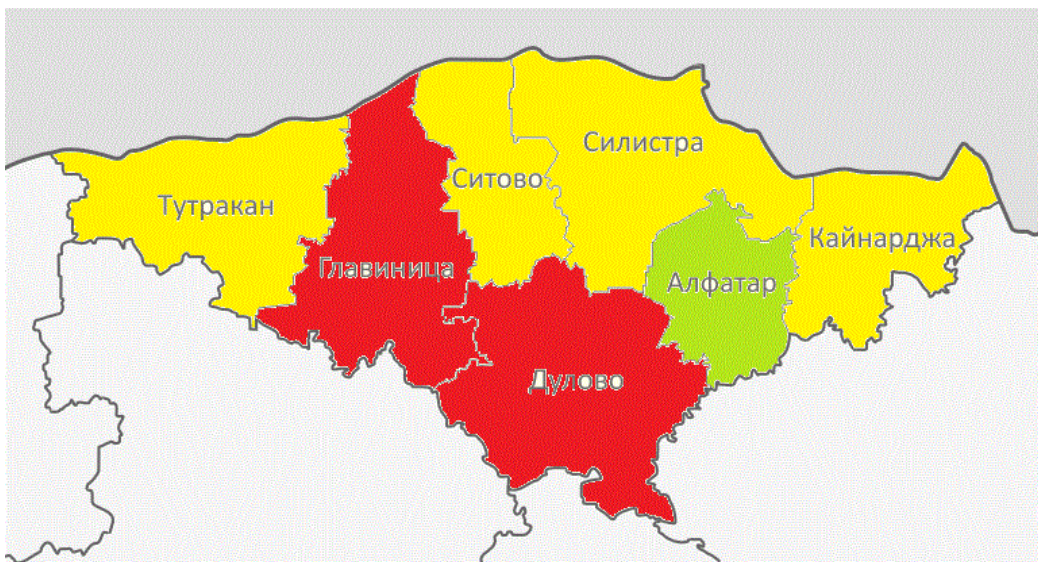 Силистра
Ситово
Тутракан
Кайнарджа
Главиница
Алфатар
Дулово